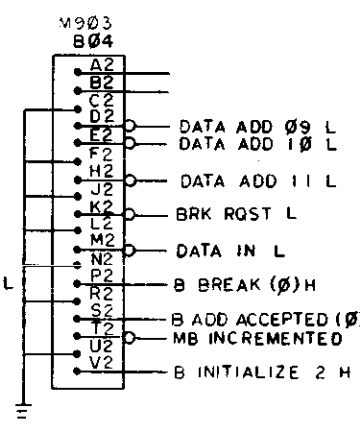 M903
BØ4
A2
B2
C2
D2
E2 DATA ADD Ø9 L
F2 DATA ADD 1Ø L
H2
J2 DATA ADD 11 L
K2
L2 BRK RQST L
M2
N2 DATA IN L
P2
L B BREAK (Ø) H
R2
S2 B ADD ACCEPTED (Ø
T2 MB INCREMENTED
U2
V2 B INITIALIZE 2 H